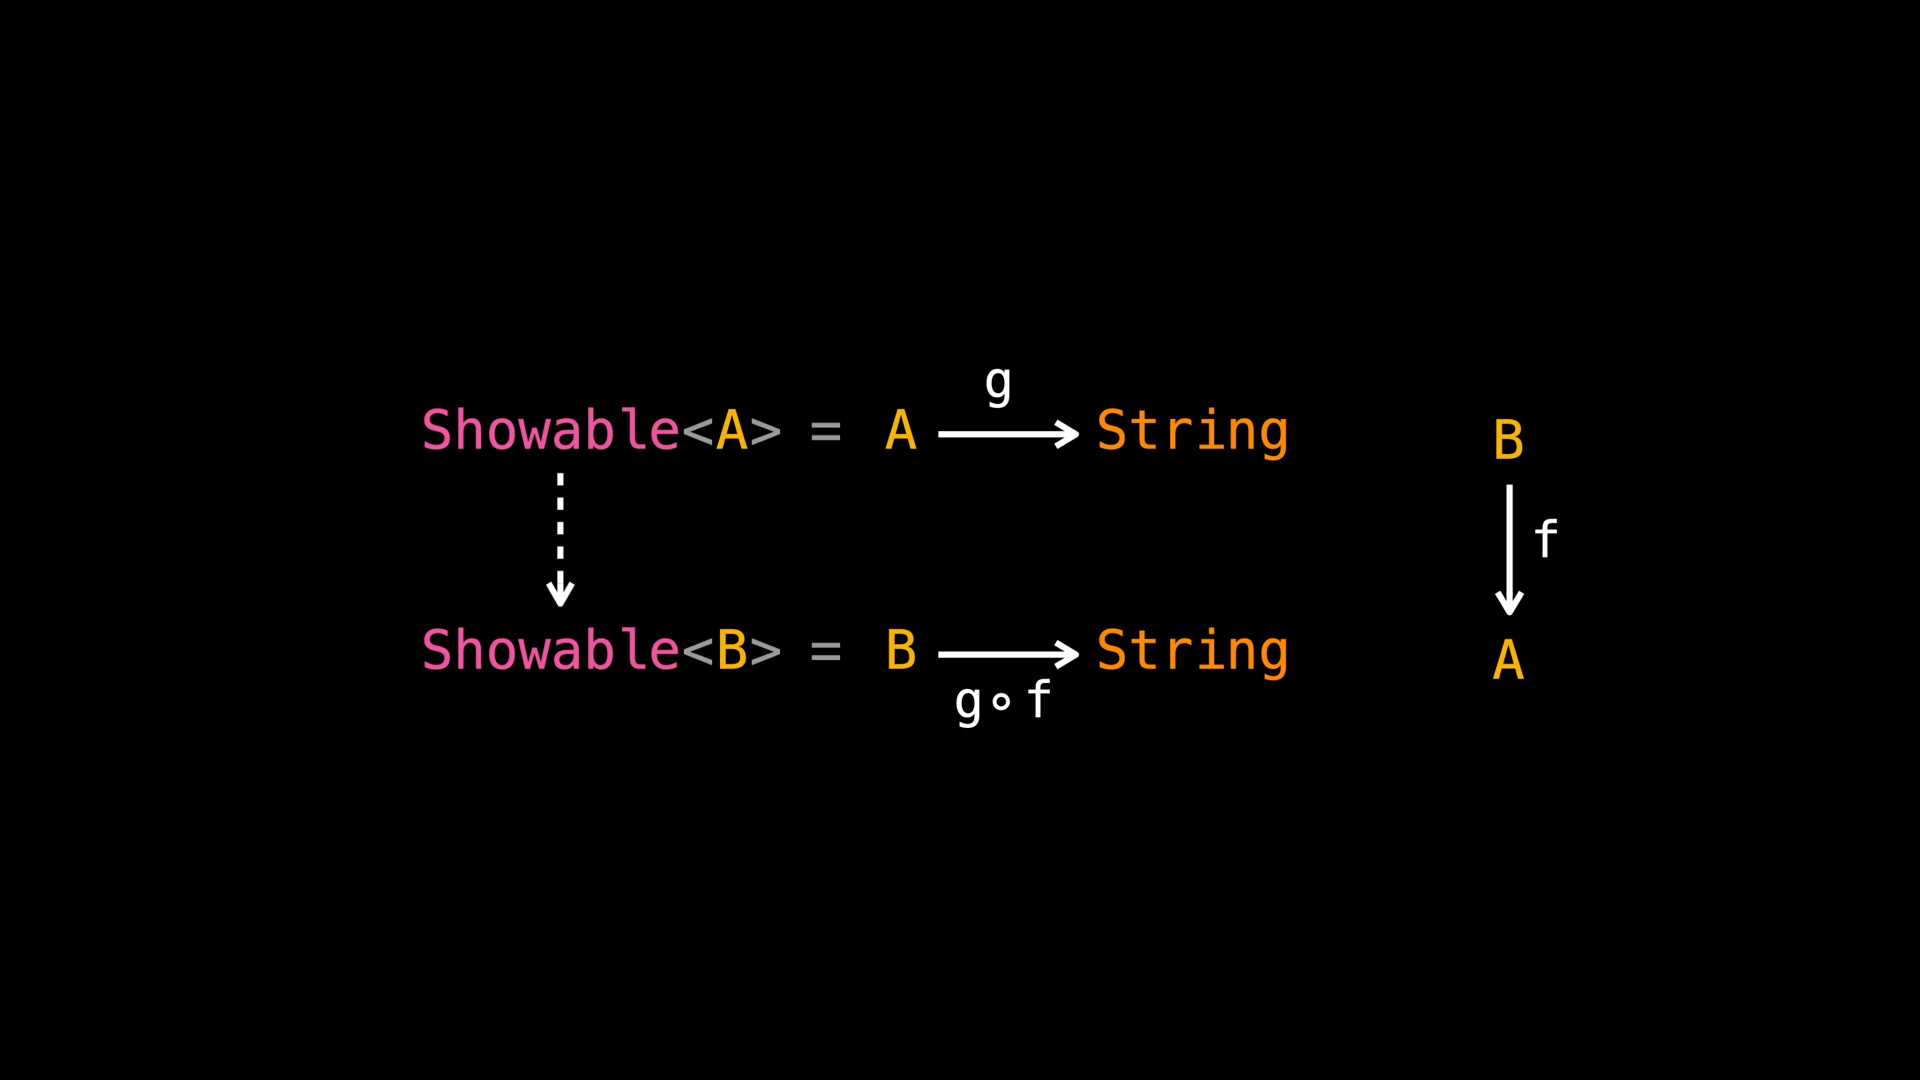 g
Showable<A> = A → String
B
f
Showable<B> = B → String
A
g∘f